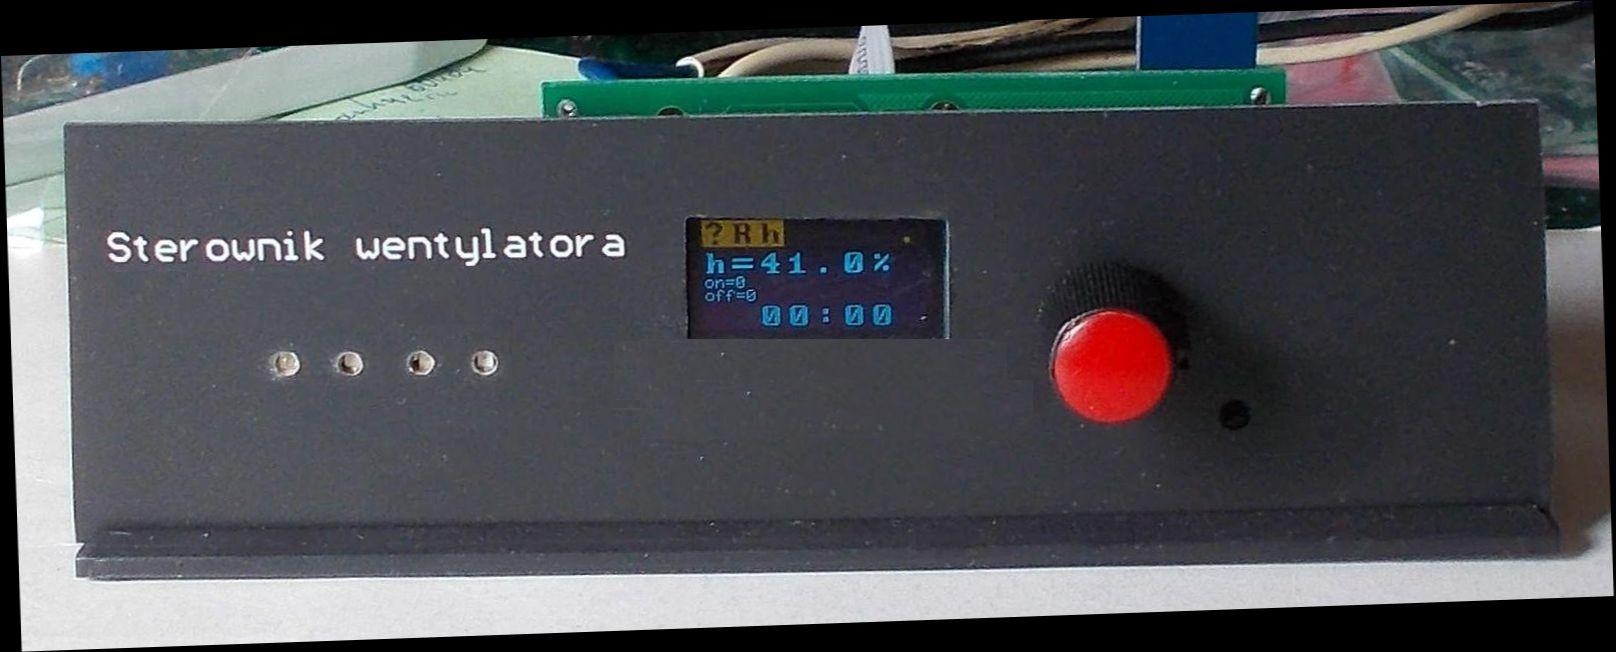 Sterownik wentylatora
?Rh
h=41.0%
on=0
off=0
00:00